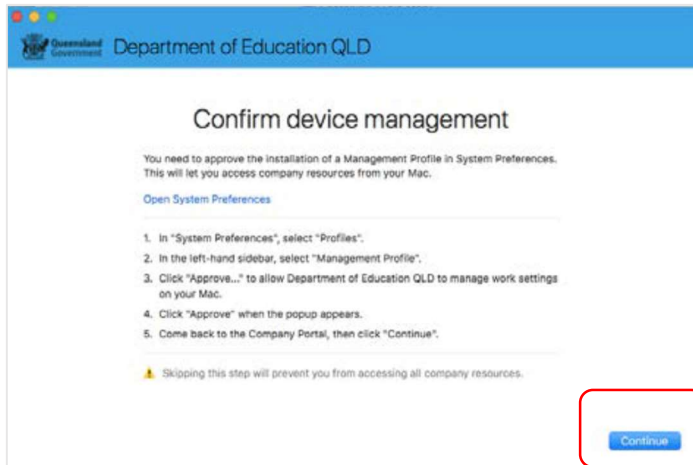 Queensland
Government
Department of Education QLD
Confirm device management
You need to approve the installation of a Management Profile in System Preferences.
This will let you access company resources from your Mac.
Open System Preferences
1. In "System Preferences", select "Profiles".
2. In the left-hand sidebar, select "Management Profile".
3. Click "Approve..." to allow Department of Education QLD to manage work settings
on your Mac.
4. Click "Approve" when the popup appears.
5. Come back to the Company Portal, then click "Continue".
Skipping this step will prevent you from accessing all company resources.
Continue